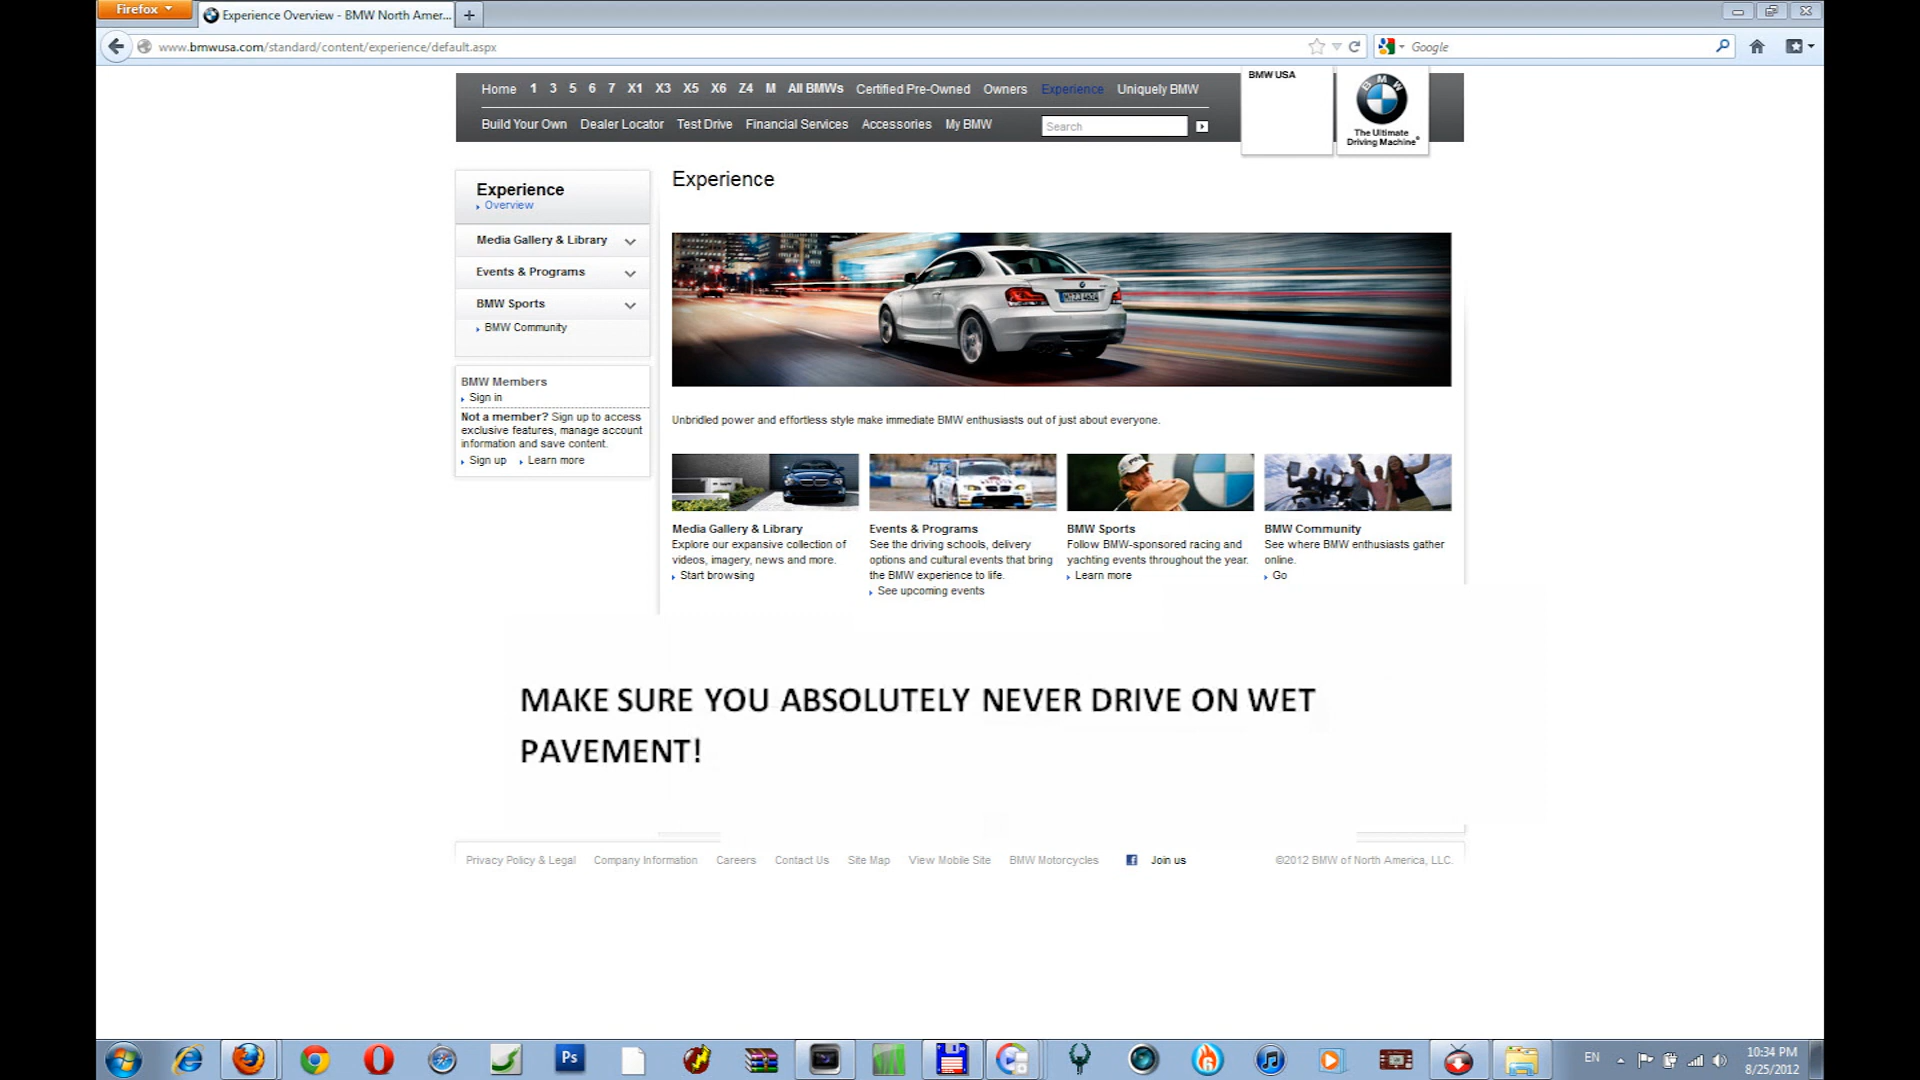 Firefox
Experience Overview - BMW North Amer...
www.bmwusa.com/standard/content/experience/default.aspx
Google
Home 1 3 5 6 7 X1 X3 X5 X6 Z4 M All BMWs Certified Pre-Owned Owners Experience Uniquely BMW
Build Your Own Dealer Locator Test Drive Financial Services Accessories My BMW Search
BMW USA
BMW
The Ultimate
Driving Machine®
Experience
Overview
Media Gallery & Library
Events & Programs
BMW Sports
BMW Community
BMW Members
Sign in
Not a member? Sign up to access
exclusive features, manage account
information and save content.
Sign up Learn more
Experience
Unbridled power and effortless style make immediate BMW enthusiasts out of just about everyone.
Media Gallery & Library
Explore our expansive collection of
videos, imagery, news and more.
Start browsing
Events & Programs
See the driving schools, delivery
options and cultural events that bring
the BMW experience to life.
See upcoming events
BMW Sports
Follow BMW-sponsored racing and
yachting events throughout the year.
Learn more
BMW Community
See where BMW enthusiasts gather
online.
Go
MAKE SURE YOU ABSOLUTELY NEVER DRIVE ON WET
PAVEMENT!
Privacy Policy & Legal Company Information Careers Contact Us Site Map View Mobile Site BMW Motorcycles Join us ©2012 BMW of North America, LLC.
Ps
EN
10:34 PM
8/25/2012